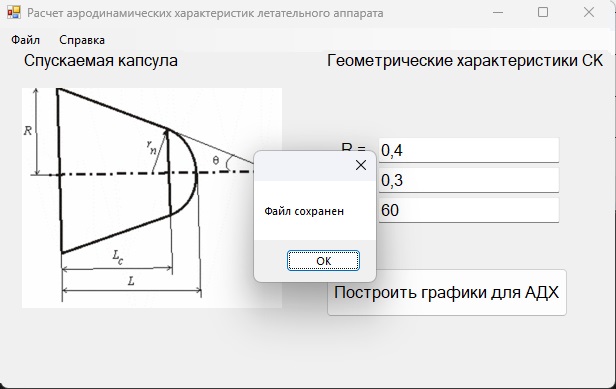 Расчет аэродинамических характеристик летательного аппарата
Файл Справка
Спускаемая капсула
Геометрические характеристики СК
R
r_n
θ
L_c
L
R =
0,4
0,3
60
Файл сохранен
OK
Построить графики для АДХ